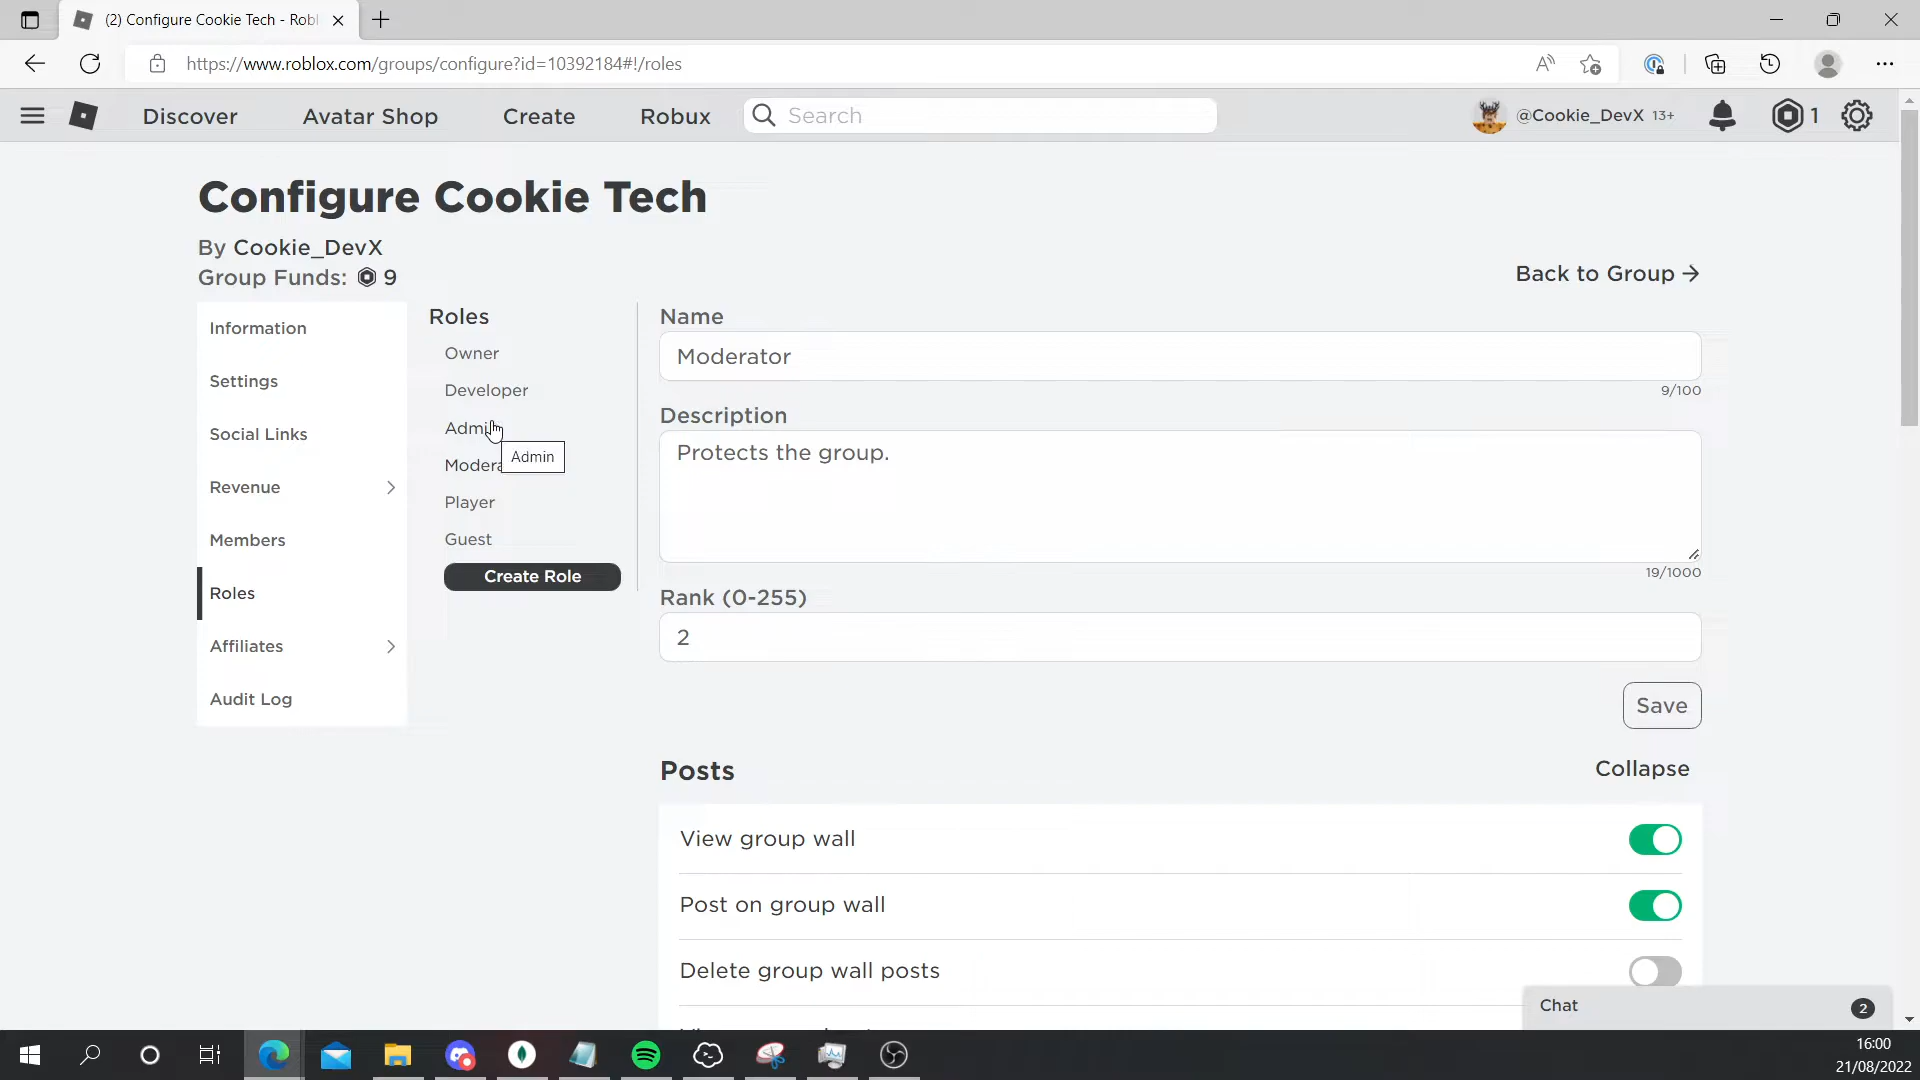 (2) Configure Cookie Tech - Robl
https://www.roblox.com/groups/configure?id=10392184#!/roles
Discover
Avatar Shop
Create
Robux
Search
@Cookie_DevX 13+
1
Configure Cookie Tech
By Cookie_DevX
Group Funds: 9
Back to Group
Information
Settings
Social Links
Revenue
Members
Roles
Affiliates
Audit Log
Roles
Owner
Developer
Admin
Admin
Modera
Player
Guest
Create Role
Name
Moderator
9/100
Description
Protects the group.
19/1000
Rank (0-255)
2
Save
Posts
Collapse
View group wall
Post on group wall
Delete group wall posts
Chat
2
16:00
21/08/2022